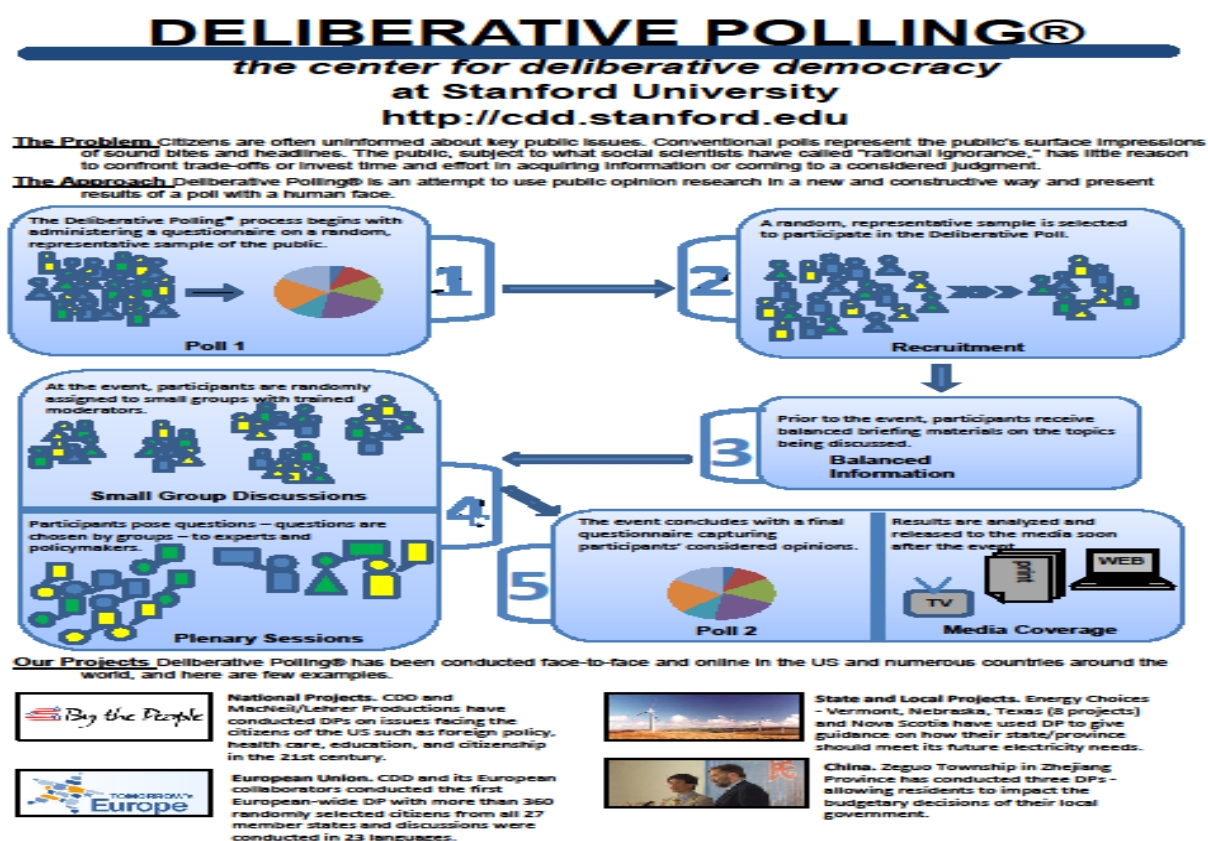 DELIBERATIVE POLLING®
the center for deliberative democracy
at Stanford University
http://cdd.stanford.edu
The Problem Citizens are often uninformed about key public issues. Conventional polls represent the public's surface impressions
of sound bites and headlines. The public, subject to what social scientists have called "rational ignorance," has little reason
to confront trade-offs or invest time and effort in acquiring information or coming to a considered judgment.
The Approach Deliberative Polling® is an attempt to use public opinion research in a new and constructive way and present
results of a poll with a human face.
The Deliberative Polling® process begins with
administering a questionnaire on a random,
representative sample of the public.
Poll 1
1
2
A random, representative sample is selected
to participate in the Deliberative Poll.
Recruitment
3
Prior to the event, participants receive
balanced briefing materials on the topics
being discussed.
Balanced
Information
At the event, participants are randomly
assigned to small groups with trained
moderators.
Small Group Discussions
4
Participants pose questions – questions are
chosen by groups – to experts and
policymakers.
Plenary Sessions
5
The event concludes with a final
questionnaire capturing
participants' considered opinions.
Poll 2
Results are analyzed and
released to the media soon
after the event
TV
print
WEB
Media Coverage
Our Projects Deliberative Polling® has been conducted face-to-face and online in the US and numerous countries around the
world, and here are few examples.
By the People
National Projects. CDD and
MacNeil/Lehrer Productions have
conducted DPs on issues facing the
citizens of the US such as foreign policy,
health care, education, and citizenship
in the 21st century.
TOMORROW's
Europe
European Union. CDD and its European
collaborators conducted the first
European-wide DP with more than 360
randomly selected citizens from all 27
member states and discussions were
conducted in 23 languages.
State and Local Projects. Energy Choices
- Vermont, Nebraska, Texas (8 projects)
and Nova Scotia have used DP to give
guidance on how their state/province
should meet its future electricity needs.
民
China. Zeguo Township in Zhejiang
Province has conducted three DPs -
allowing residents to impact the
budgetary decisions of their local
government.